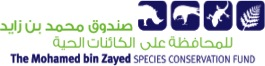 صندوق محمد بن زايد
للمحافظة على الكائنات الحية
The Mohamed bin Zayed SPECIES CONSERVATION FUND